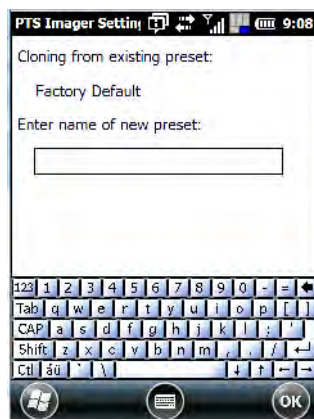 PTS Imager Settin 9:08
Cloning from existing preset:
Factory Default
Enter name of new preset:
123 1 2 3 4 5 6 7 8 9 0 - =
Tab q w e r t y u i o p [ ]
CAP a s d f g h j k l ; '
Shift z x c v b n m , . /
Ctl áü ` \
OK